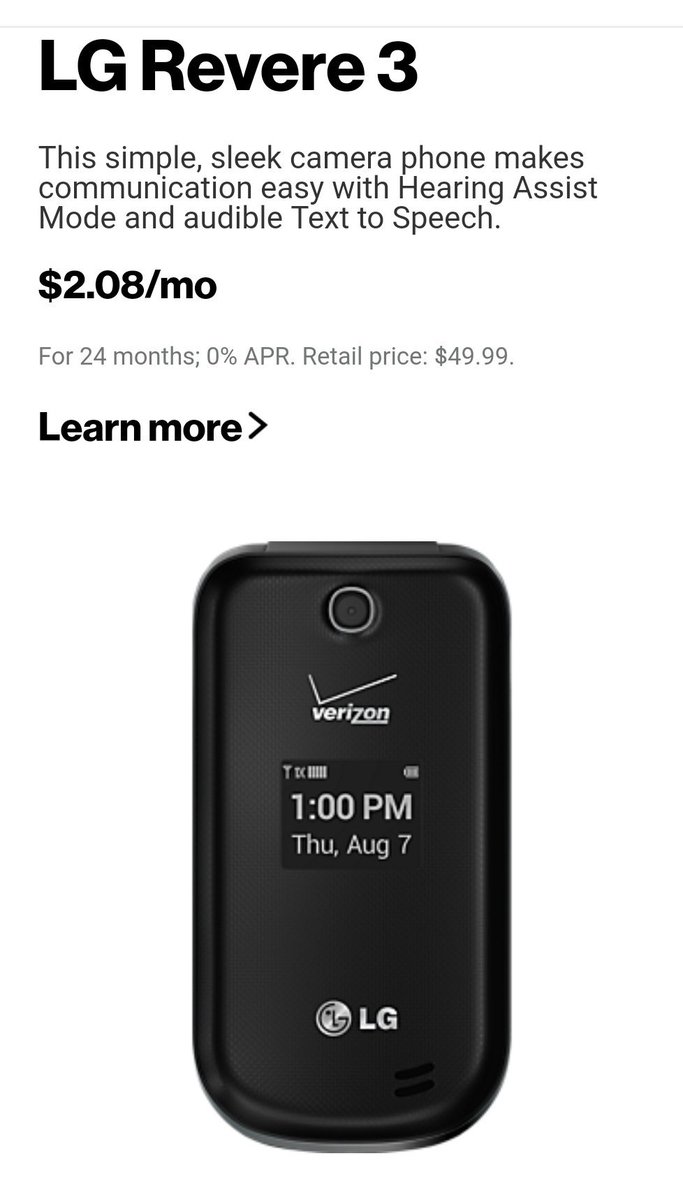 LG Revere 3
This simple, sleek camera phone makes
communication easy with Hearing Assist
Mode and audible Text to Speech.
$2.08/mo
For 24 months; 0% APR. Retail price: $49.99.
Learn more >
verizon
1X
1:00 PM
Thu, Aug 7
LG LG